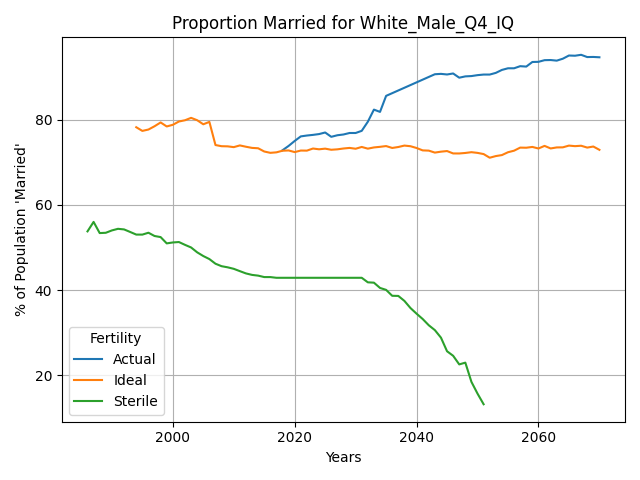 Proportion Married for White_Male_Q4_IQ
% of Population 'Married'
80
60
40
20
Fertility
Actual
Ideal
Sterile
2000 2020 2040 2060
Years